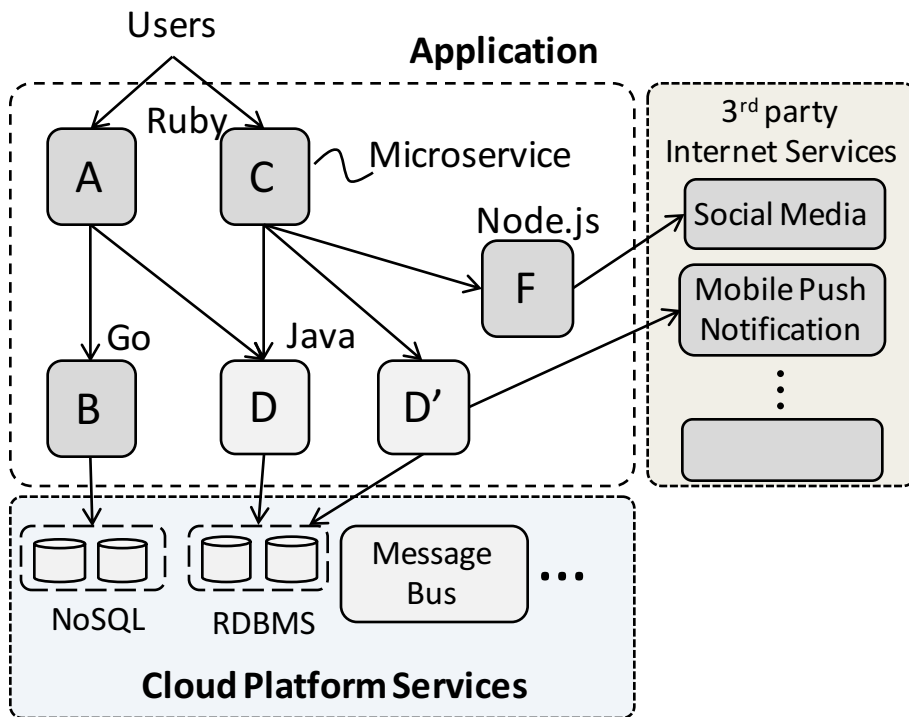 Users
Application
Ruby
A
C
Microservice
Node.js
F
Go
Java
B
D
D’
3rd party
Internet Services
Social Media
Mobile Push
Notification
⋮
NoSQL
RDBMS
Message
Bus
...
Cloud Platform Services